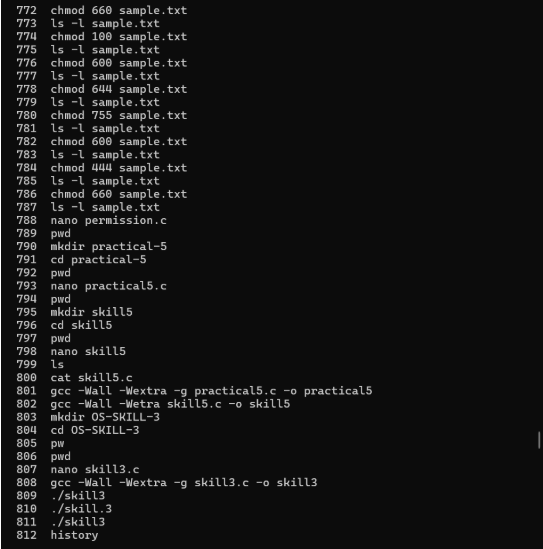 772 chmod 660 sample.txt
773 ls -l sample.txt
774 chmod 100 sample.txt
775 ls -l sample.txt
776 chmod 600 sample.txt
777 ls -l sample.txt
778 chmod 644 sample.txt
779 ls -l sample.txt
780 chmod 755 sample.txt
781 ls -l sample.txt
782 chmod 600 sample.txt
783 ls -l sample.txt
784 chmod 444 sample.txt
785 ls -l sample.txt
786 chmod 660 sample.txt
787 ls -l sample.txt
788 nano permission.c
789 pwd
790 mkdir practical-5
791 cd practical-5
792 pwd
793 nano practical5.c
794 pwd
795 mkdir skill5
796 cd skill5
797 pwd
798 nano skill5
799 ls
800 cat skill5.c
801 gcc -Wall -Wextra -g practical5.c -o practical5
802 gcc -Wall -Wetra skill5.c -o skill5
803 mkdir OS-SKILL-3
804 cd OS-SKILL-3
805 pw
806 pwd
807 nano skill3.c
808 gcc -Wall -Wextra -g skill3.c -o skill3
809 ./skill3
810 ./skill.3
811 ./skill3
812 history